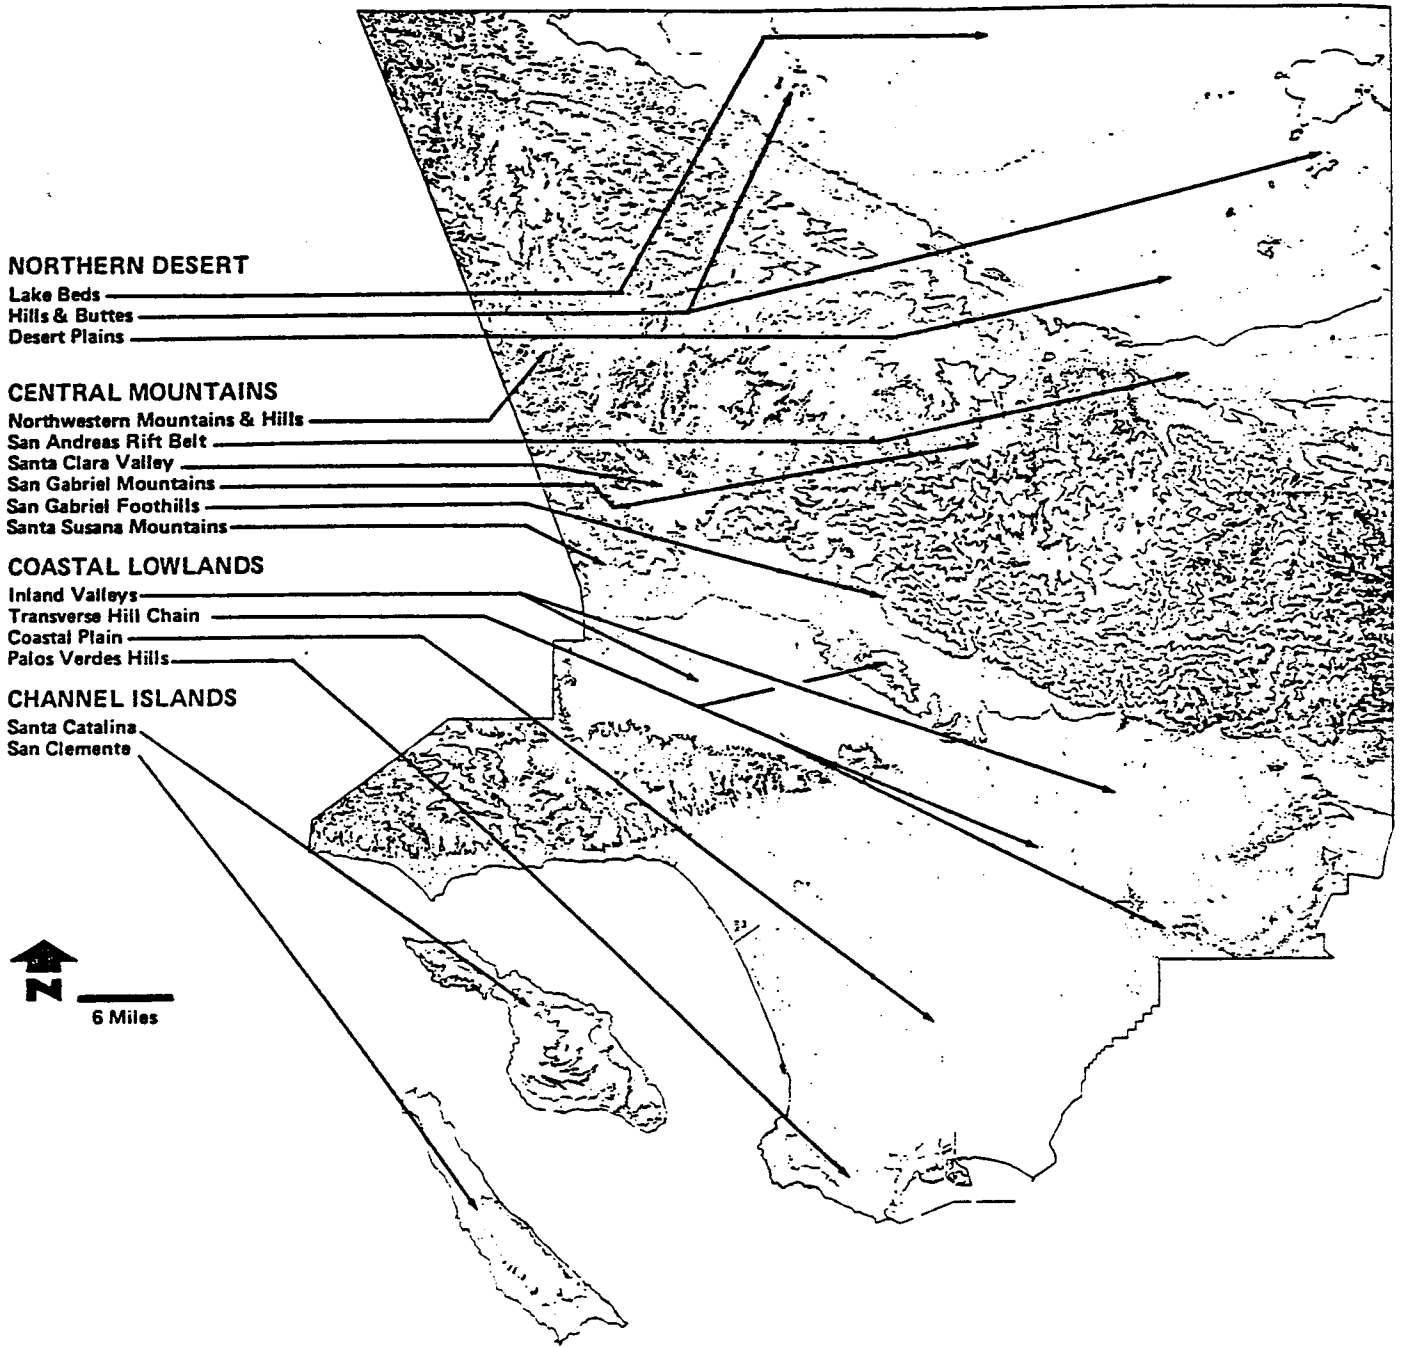 NORTHERN DESERT
Lake Beds
Hills & Buttes
Desert Plains
CENTRAL MOUNTAINS
Northwestern Mountains & Hills
San Andreas Rift Belt
Santa Clara Valley
San Gabriel Mountains
San Gabriel Foothills
Santa Susana Mountains
COASTAL LOWLANDS
Inland Valleys
Transverse Hill Chain
Coastal Plain
Palos Verdes Hills
CHANNEL ISLANDS
Santa Catalina
San Clemente
N
6 Miles